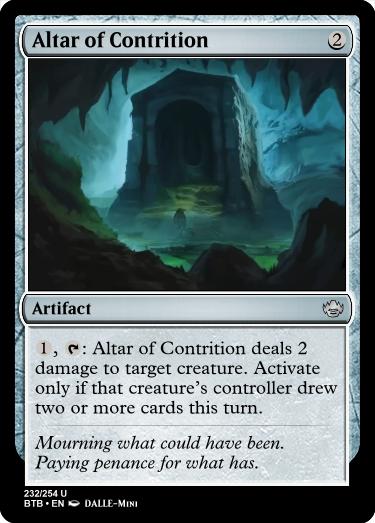 Altar of Contrition 2
Artifact
1, T: Altar of Contrition deals 2
damage to target creature. Activate
only if that creature's controller drew
two or more cards this turn.
Mourning what could have been.
Paying penance for what has.
232/254 U
BTB • EN DALLE-Mini